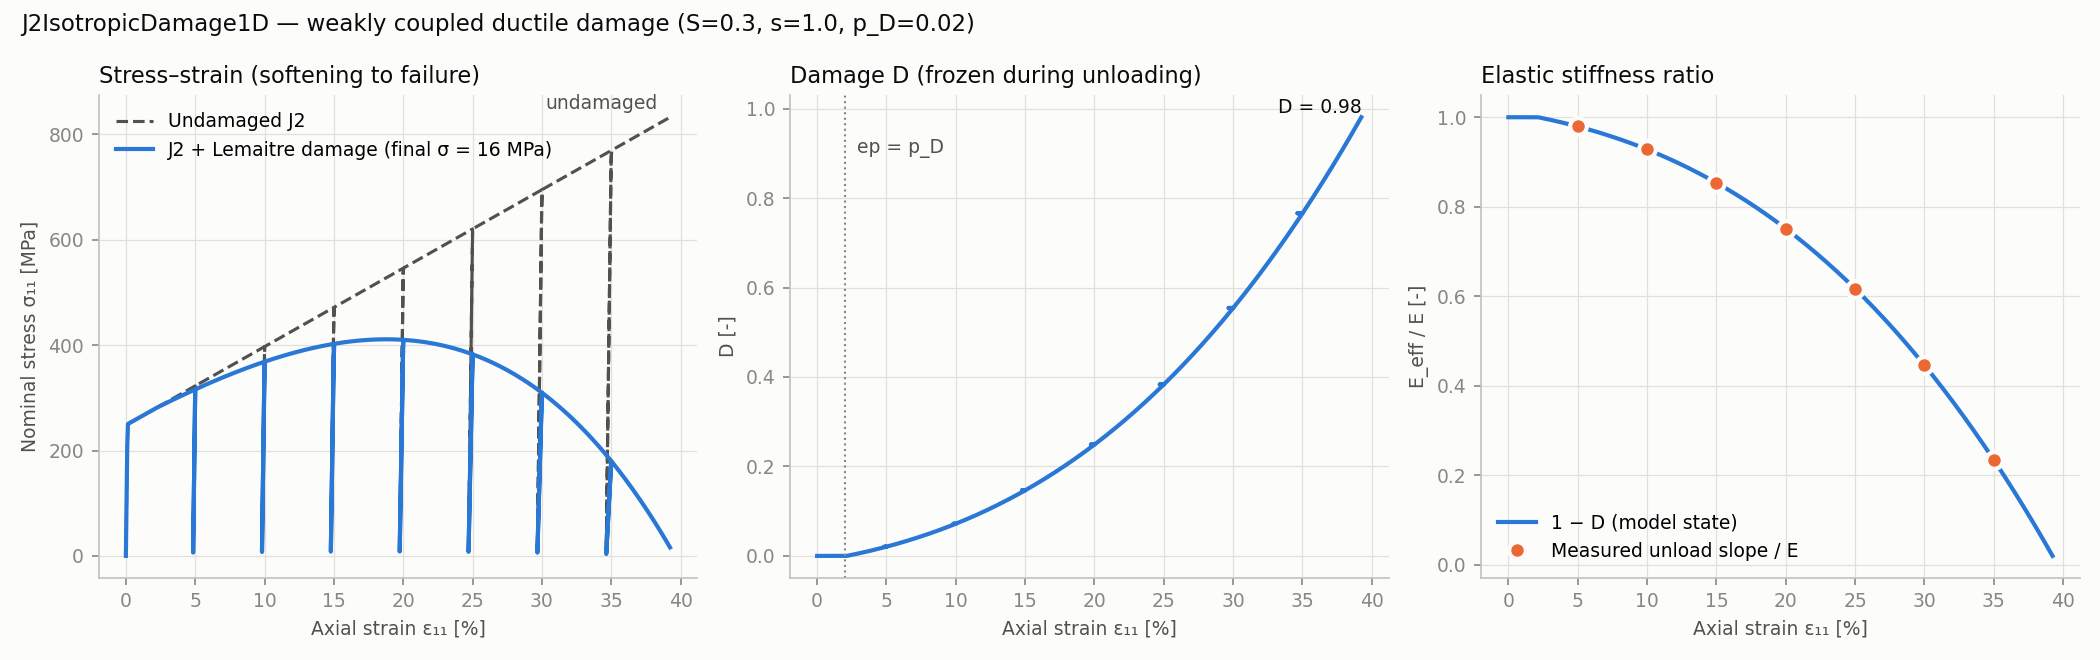 J2IsotropicDamage1D — weakly coupled ductile damage (S=0.3, s=1.0, p_D=0.02)
Stress–strain (softening to failure)
undamaged
Undamaged J2
J2 + Lemaitre damage (final σ = 16 MPa)
Nominal stress σ₁₁ [MPa]
800
600
400
200
0
0 5 10 15 20 25 30 35 40
Axial strain ε₁₁ [%]
Damage D (frozen during unloading)
D = 0.98
ep = p_D
D [-]
1.0
0.8
0.6
0.4
0.2
0.0
0 5 10 15 20 25 30 35 40
Axial strain ε₁₁ [%]
Elastic stiffness ratio
E_eff / E [-]
1.0
0.8
0.6
0.4
0.2
0.0
1 − D (model state)
Measured unload slope / E
0 5 10 15 20 25 30 35 40
Axial strain ε₁₁ [%]